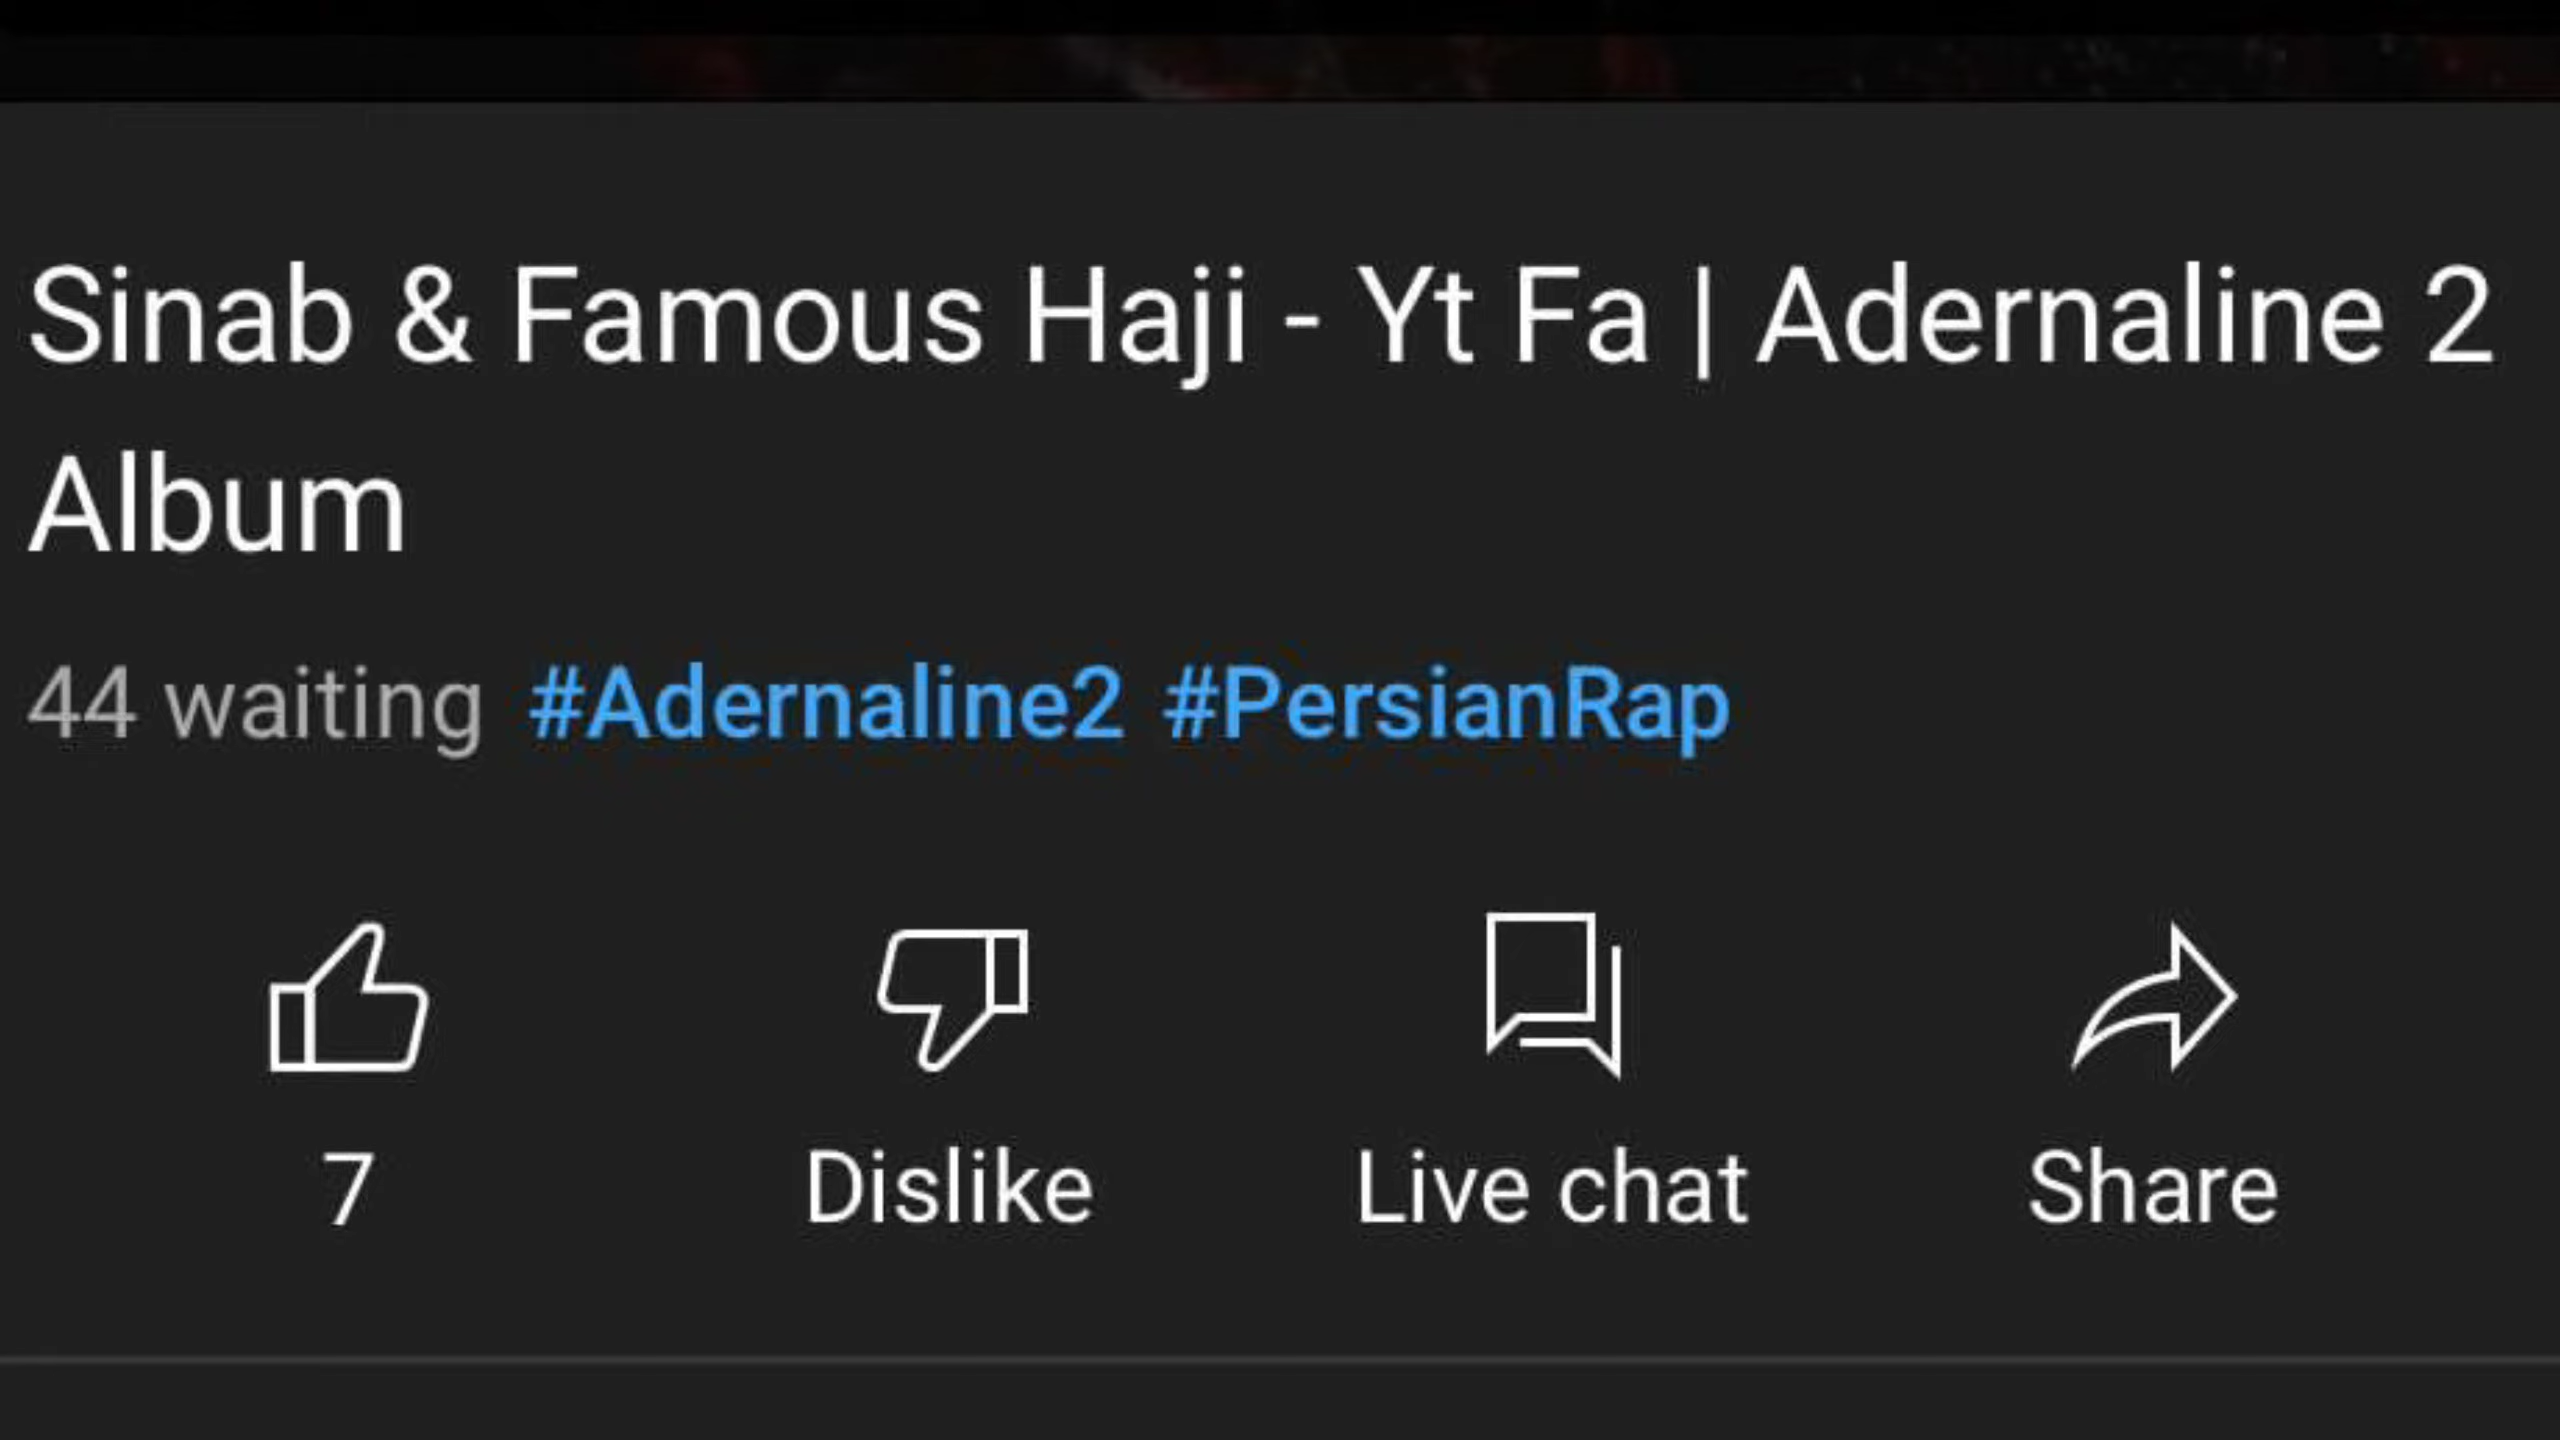 Sinab & Famous Haji - Yt Fa | Adernaline 2
Album
44 waiting #Adernaline2 #PersianRap
7 Dislike Live chat Share